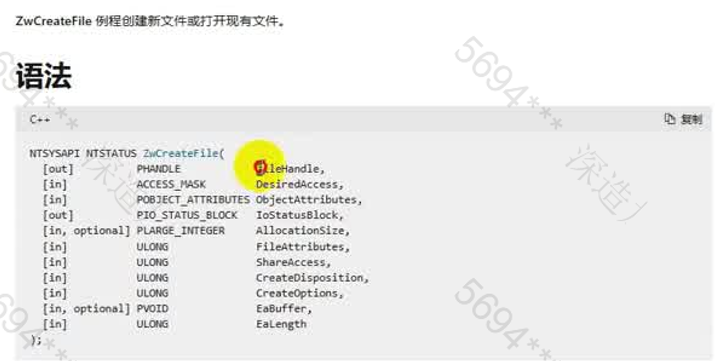 ZwCreateFile 例程创建新文件或打开现有文件。
语法
C++ 复制
NTSYSAPI NTSTATUS ZwCreateFile(
[out] PHANDLE FileHandle,
[in] ACCESS_MASK DesiredAccess,
[in] POBJECT_ATTRIBUTES ObjectAttributes,
[out] PIO_STATUS_BLOCK IoStatusBlock,
[in, optional] PLARGE_INTEGER AllocationSize,
[in] ULONG FileAttributes,
[in] ULONG ShareAccess,
[in] ULONG CreateDisposition,
[in] ULONG CreateOptions,
[in, optional] PVOID EaBuffer,
[in] ULONG EaLength
);
5694***
5694***
深造
深造
5694***
5694***